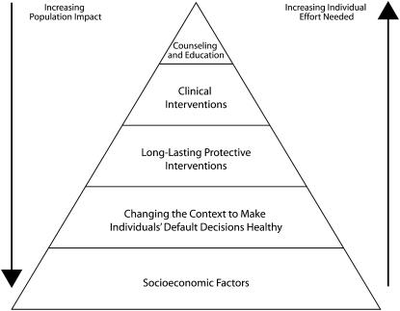 Increasing
Population Impact
Increasing Individual
Effort Needed
Counseling
and Education
Clinical
Interventions
Long-Lasting Protective
Interventions
Changing the Context to Make
Individuals' Default Decisions Healthy
Socioeconomic Factors